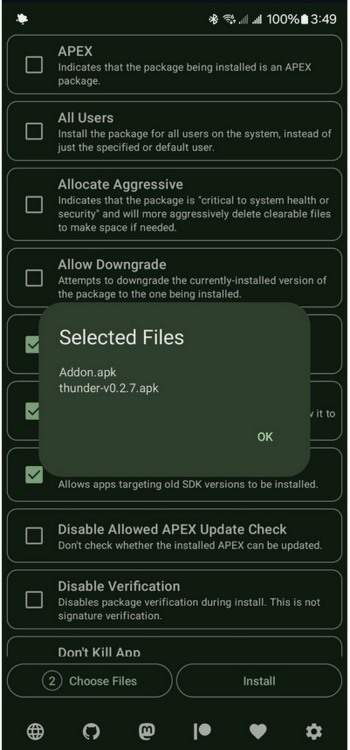 100% 3:49
APEX
Indicates that the package being installed is an APEX
package.
All Users
Install the package for all users on the system, instead of
just the specified or default user.
Allocate Aggressive
Indicates that the package is "critical to system health or
security" and will more aggressively delete clearable files
to make space if needed.
Allow Downgrade
Attempts to downgrade the currently-installed version of
the package to the one being installed.
Selected Files
Addon.apk
thunder-v0.2.7.apk
it to
OK
Allows apps targeting old SDK versions to be installed.
Disable Allowed APEX Update Check
Don't check whether the installed APEX can be updated.
Disable Verification
Disables package verification during install. This is not
signature verification.
Don't Kill App
2 Choose Files
Install